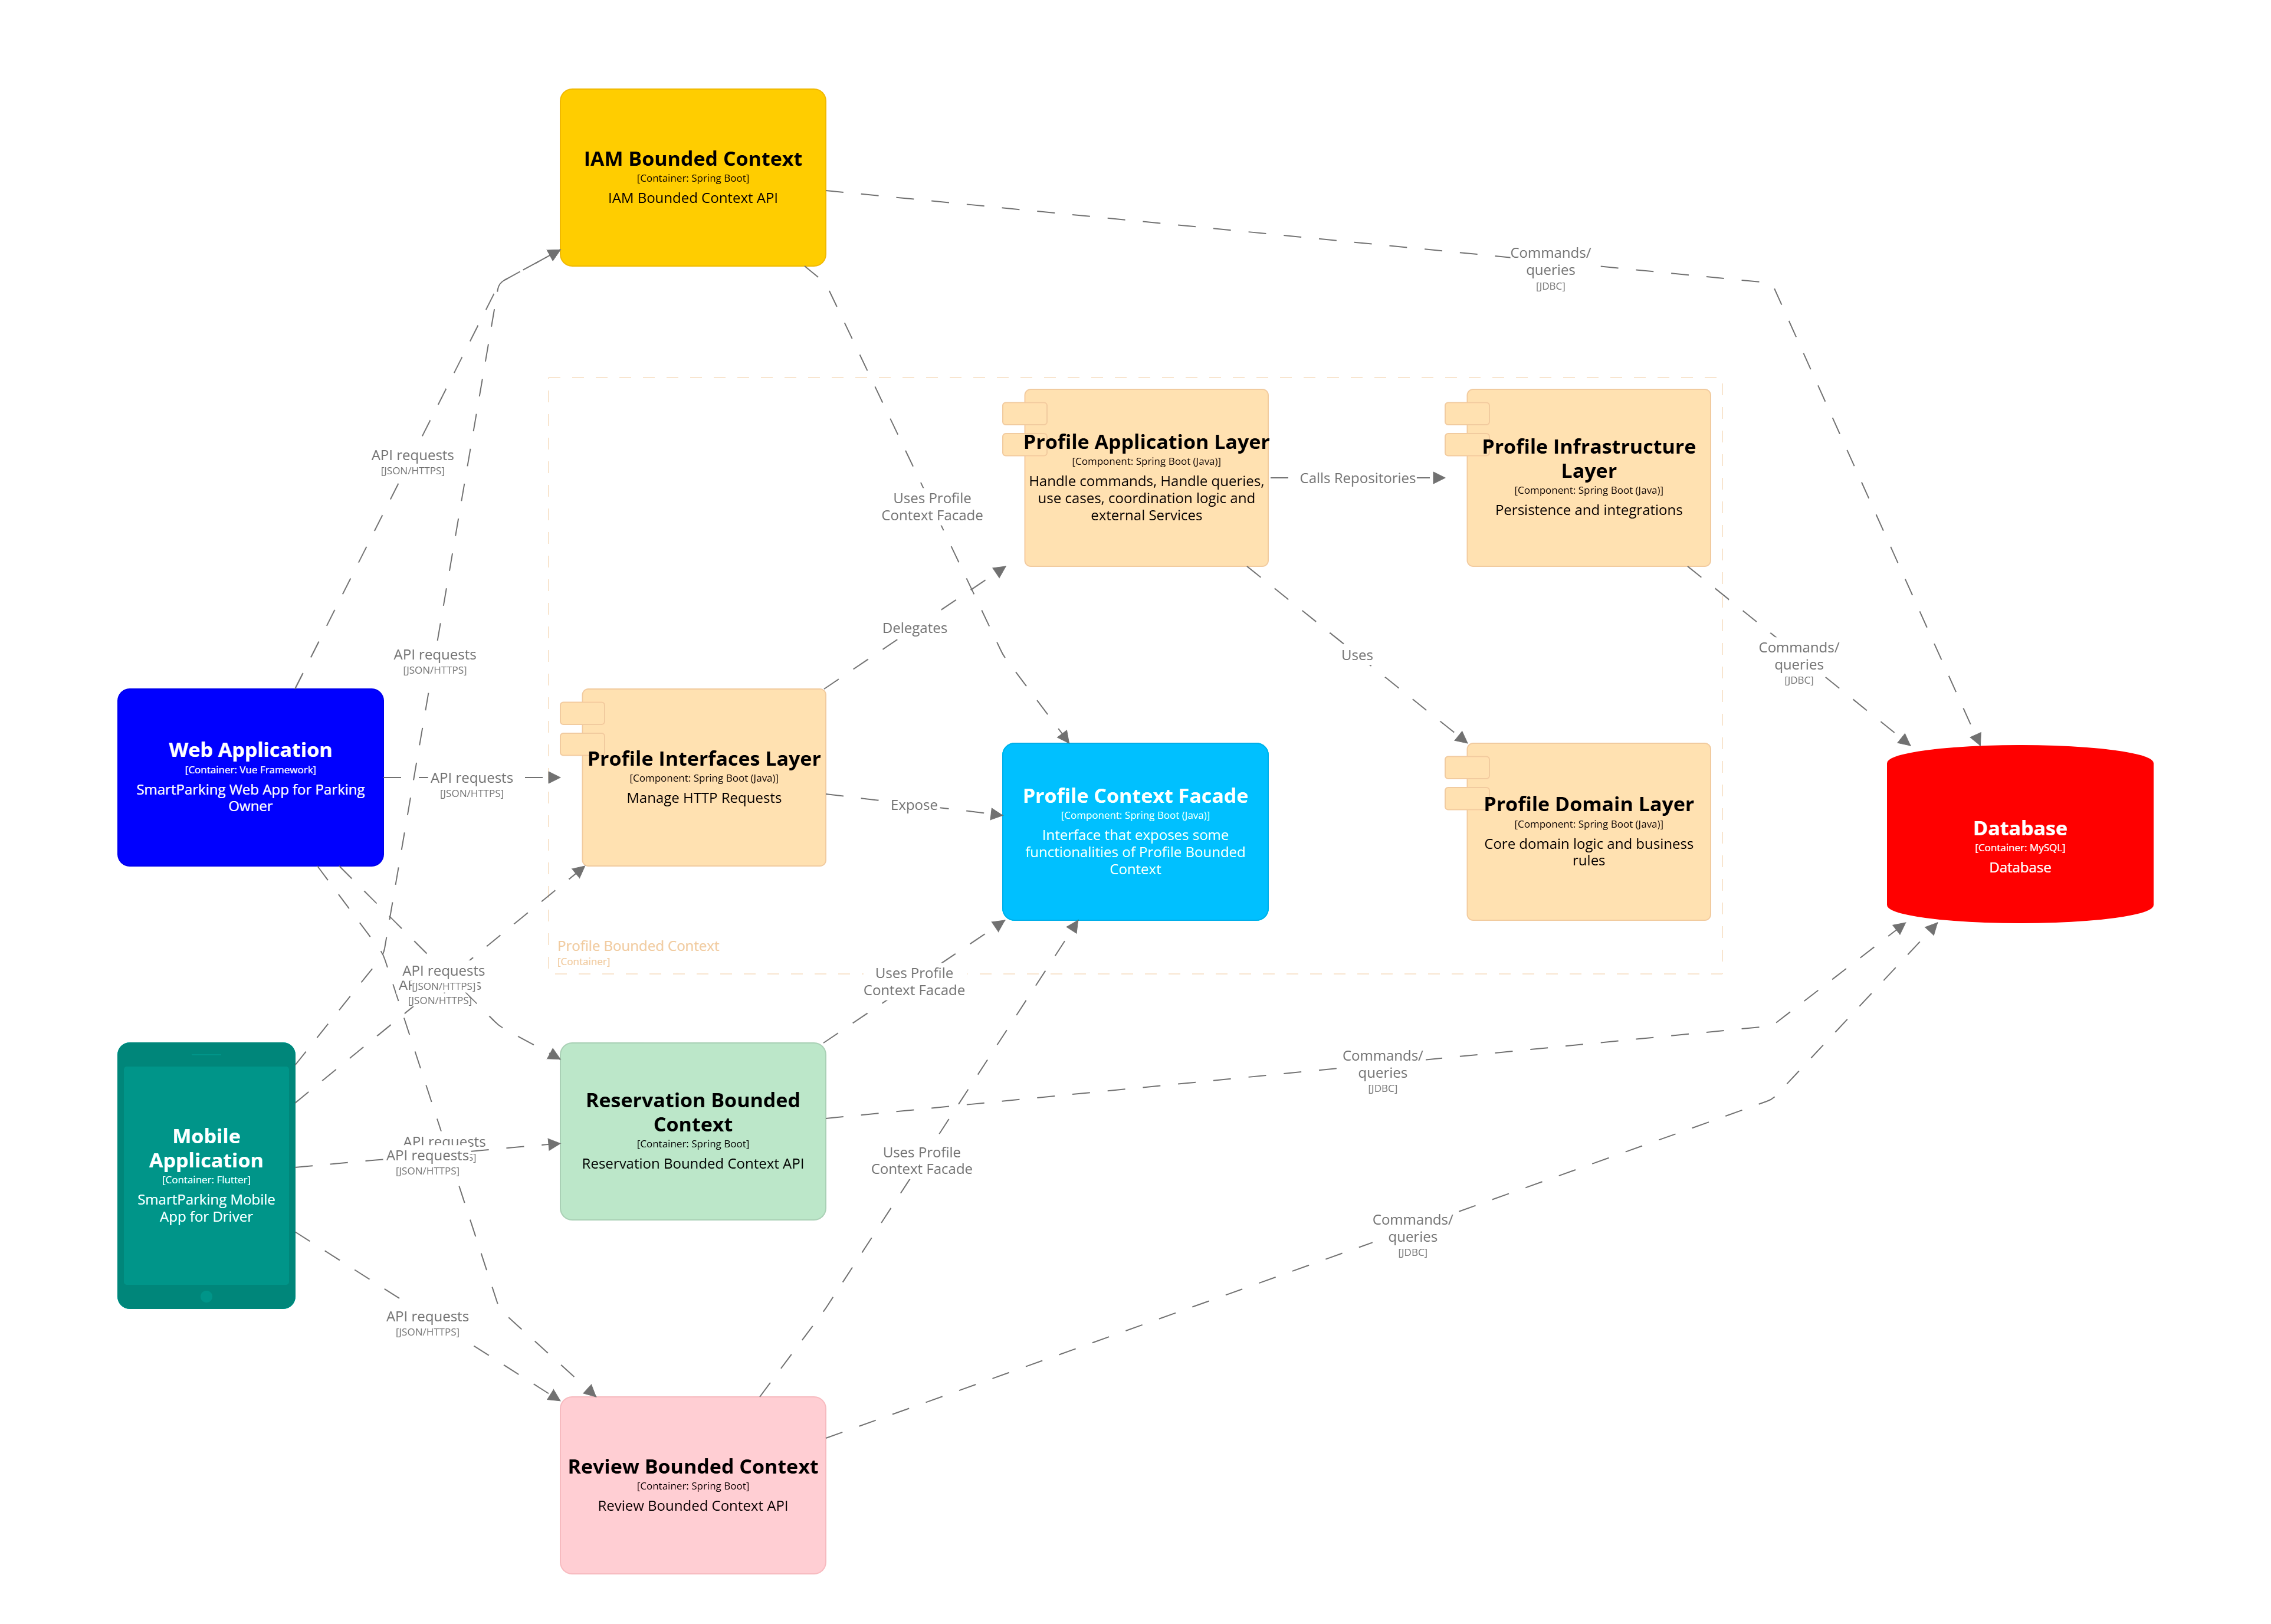 IAM Bounded Context
[Container: Spring Boot]
IAM Bounded Context API
Commands/
queries
[JDBC]
API requests
[JSON/HTTPS]
Uses Profile
Context Facade
Profile Application Layer
[Component: Spring Boot (Java)]
Handle commands, Handle queries,
use cases, coordination logic and
external Services
Calls Repositories
Profile Infrastructure
Layer
[Component: Spring Boot (Java)]
Persistence and integrations
API requests
[JSON/HTTPS]
Delegates
Uses
Commands/
queries
[JDBC]
Web Application
[Container: Vue Framework]
SmartParking Web App for Parking
Owner
API requests
[JSON/HTTPS]
Profile Interfaces Layer
[Component: Spring Boot (Java)]
Manage HTTP Requests
Expose
Profile Context Facade
[Component: Spring Boot (Java)]
Interface that exposes some
functionalities of Profile Bounded
Context
Profile Domain Layer
[Component: Spring Boot (Java)]
Core domain logic and business
rules
Database
[Container: MySQL]
Database
Profile Bounded Context
[Container]
API requests
[JSON/HTTPS]
[JSON/HTTPS]
Uses Profile
Context Facade
Mobile
Application
[Container: Flutter]
SmartParking Mobile
App for Driver
API requests
API requests
[JSON/HTTPS]
Reservation Bounded
Context
[Container: Spring Boot]
Reservation Bounded Context API
Commands/
queries
[JDBC]
Uses Profile
Context Facade
Commands/
queries
[JDBC]
API requests
[JSON/HTTPS]
Review Bounded Context
[Container: Spring Boot]
Review Bounded Context API